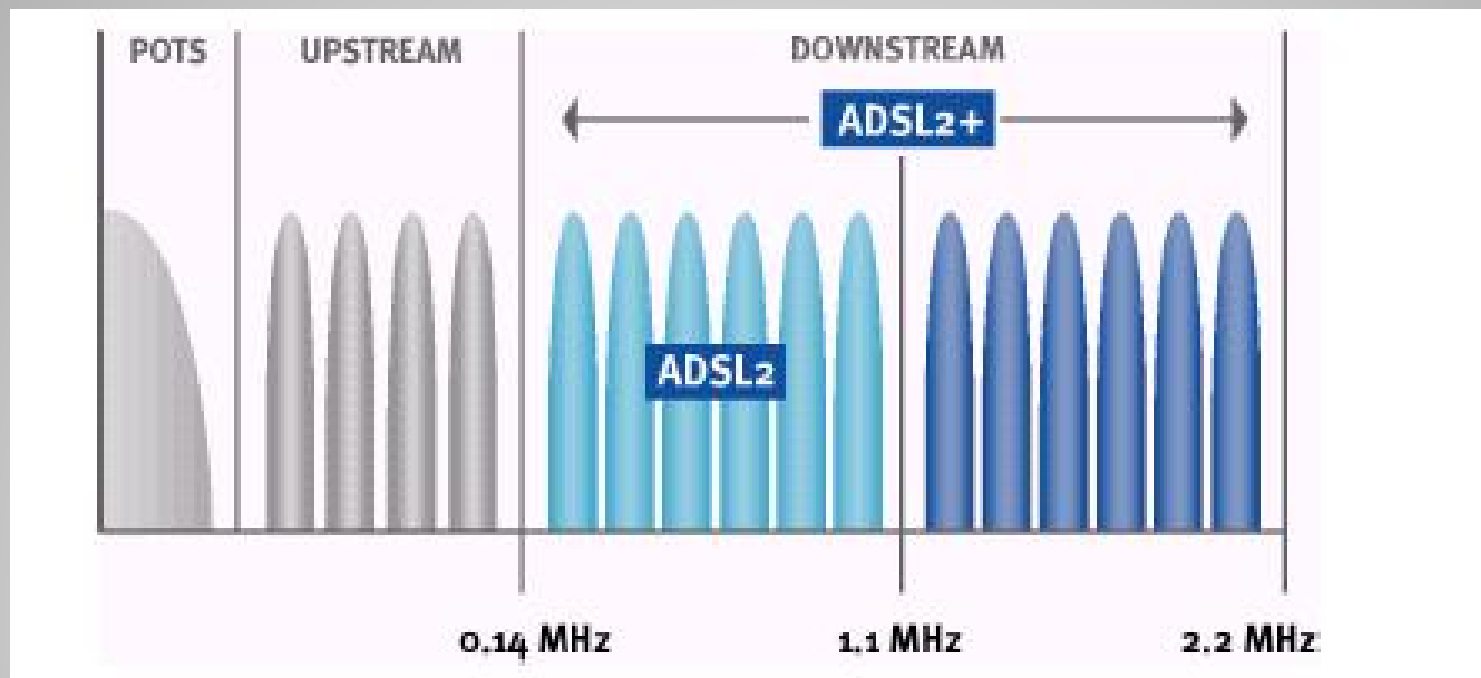 POTS UPSTREAM DOWNSTREAM
ADSL2+
ADSL2
0.14 MHz 1.1 MHz 2.2 MHz